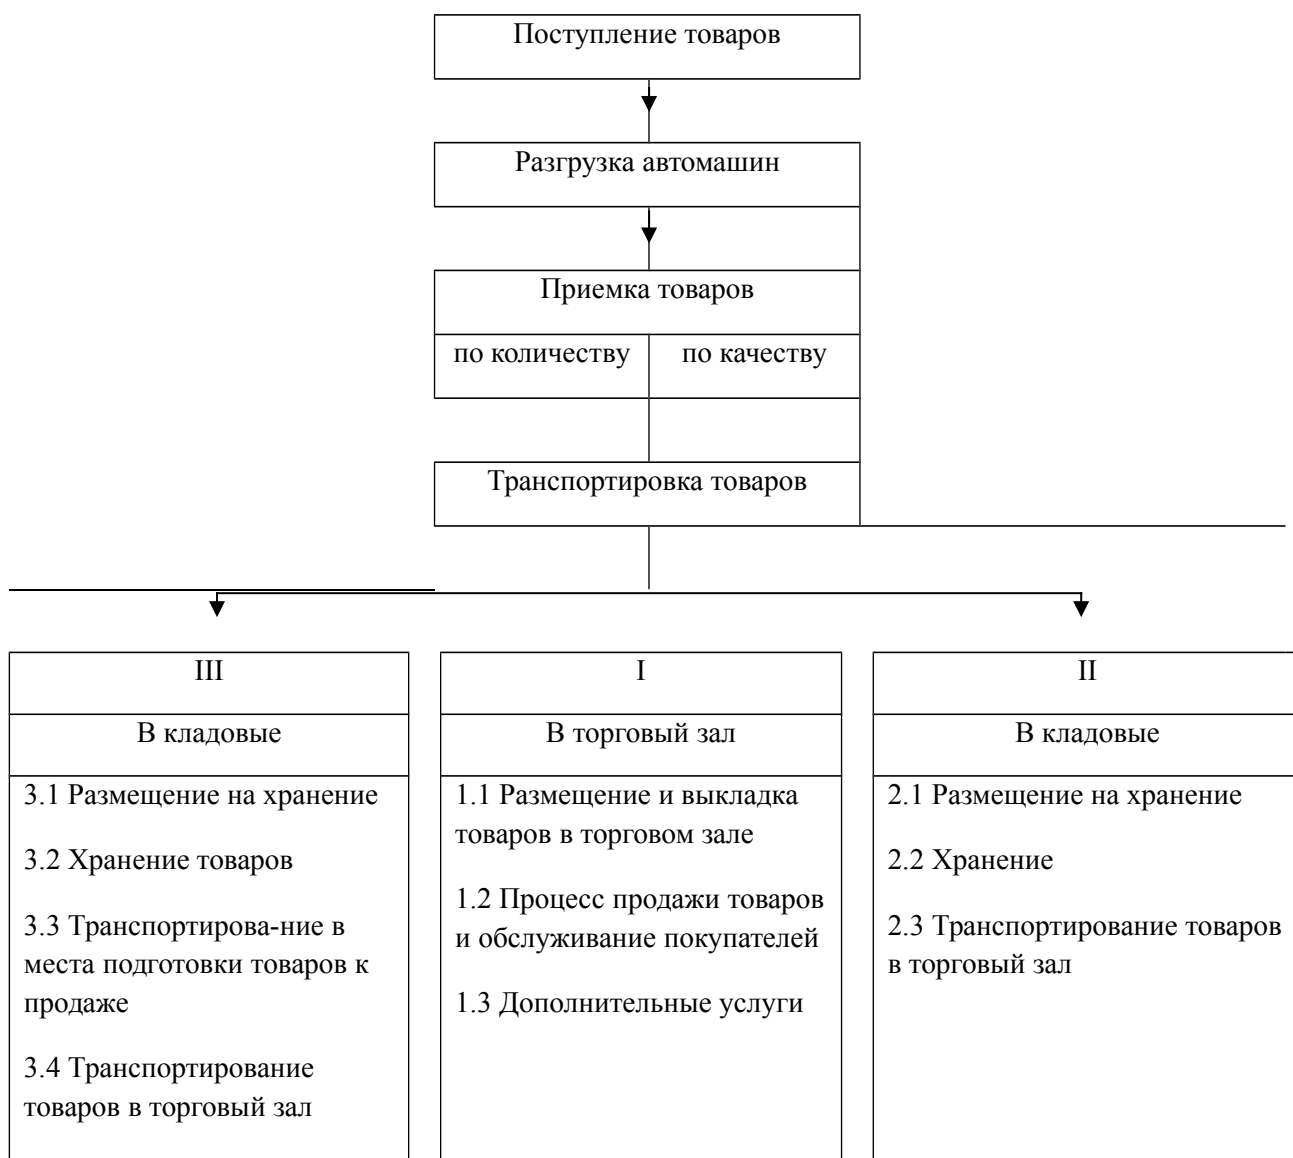 Поступление товаров
Разгрузка автомашин
Приемка товаров
по количеству
по качеству
Транспортировка товаров
III
В кладовые
3.1 Размещение на хранение
3.2 Хранение товаров
3.3 Транспортирова-ние в
места подготовки товаров к
продаже
3.4 Транспортирование
товаров в торговый зал
I
В торговый зал
1.1 Размещение и выкладка
товаров в торговом зале
1.2 Процесс продажи товаров
и обслуживание покупателей
1.3 Дополнительные услуги
II
В кладовые
2.1 Размещение на хранение
2.2 Хранение
2.3 Транспортирование товаров
в торговый зал